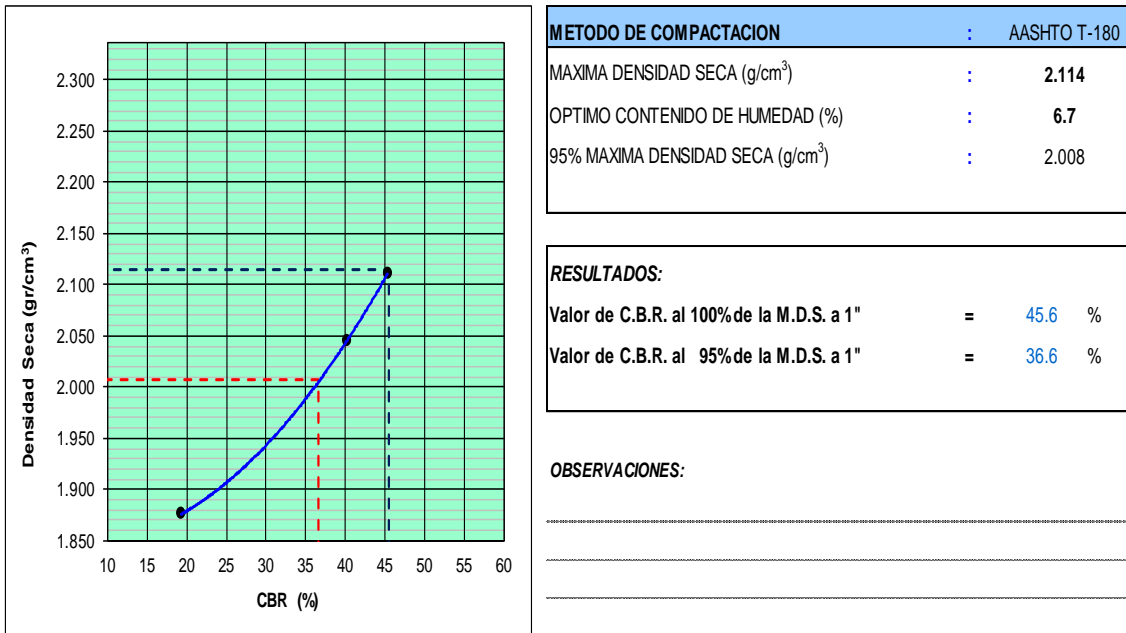 2.300
2.250
2.200
2.150
2.100
2.050
2.000
1.950
1.900
1.850
Densidad Seca (gr/cm³)
10 15 20 25 30 35 40 45 50 55 60
CBR (%)
METODO DE COMPACTACION : AASHTO T-180
MAXIMA DENSIDAD SECA (g/cm³) : 2.114
OPTIMO CONTENIDO DE HUMEDAD (%) : 6.7
95% MAXIMA DENSIDAD SECA (g/cm³) : 2.008
RESULTADOS:
Valor de C.B.R. al 100% de la M.D.S. a 1" = 45.6 %
Valor de C.B.R. al 95% de la M.D.S. a 1" = 36.6 %
OBSERVACIONES: